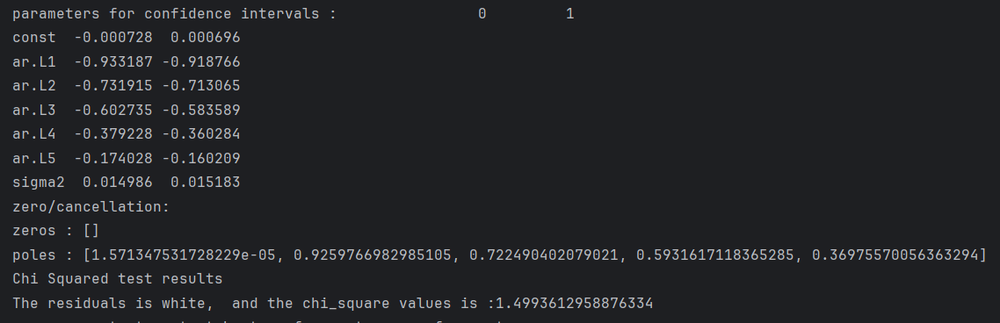 parameters for confidence intervals :                 0         1
const  -0.000728  0.000696
ar.L1  -0.933187 -0.918766
ar.L2  -0.731915 -0.713065
ar.L3  -0.602735 -0.583589
ar.L4  -0.379228 -0.360284
ar.L5  -0.174028 -0.160209
sigma2  0.014986  0.015183
zero/cancellation:
zeros : []
poles : [1.571347531728229e-05, 0.9259766982985105, 0.722490402079021, 0.5931617118365285, 0.36975570056363294]
Chi Squared test results
The residuals is white,  and the chi_square values is :1.4993612958876334